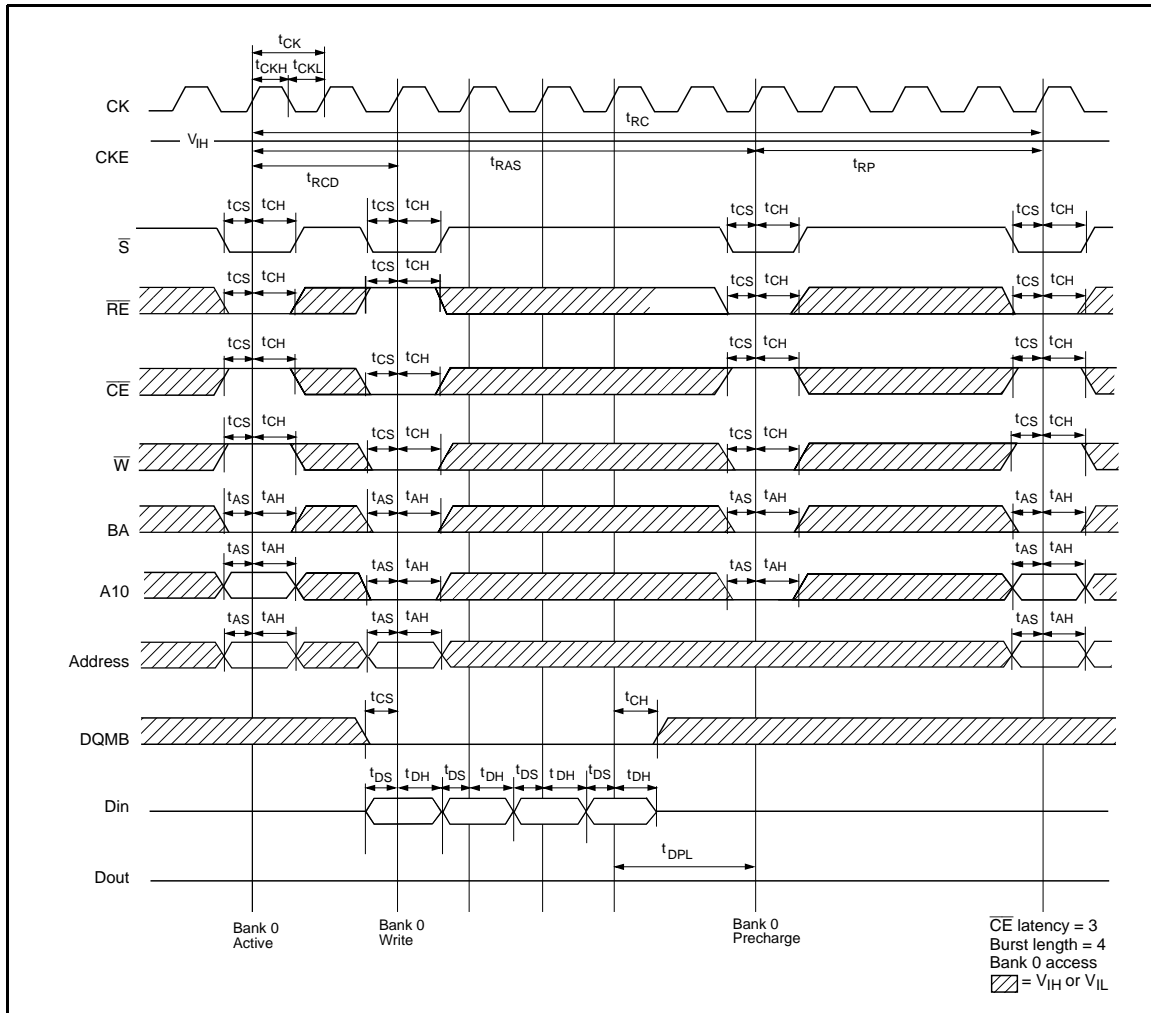 tCK
tCKH tCKL
CK
tRC
VIH
CKE
tRAS tRP
tRCD
tCS tCH tCS tCH tCS tCH tCS tCH
S
tCS tCH tCS tCH tCS tCH tCS tCH
RE
tCS tCH tCS tCH tCS tCH tCS tCH
CE
tCS tCH tCS tCH tCS tCH tCS tCH
W
tAS tAH tAS tAH tAS tAH tAS tAH
BA
tAS tAH tAS tAH tAS tAH tAS tAH
A10
tAS tAH tAS tAH tAS tAH
Address
tCS tCH
DQMB
tDS tDH tDS tDH tDS tDH tDS tDH
Din
tDPL
Dout
Bank 0
Active
Bank 0
Write
Bank 0
Precharge
CE latency = 3
Burst length = 4
Bank 0 access
= VIH or VIL